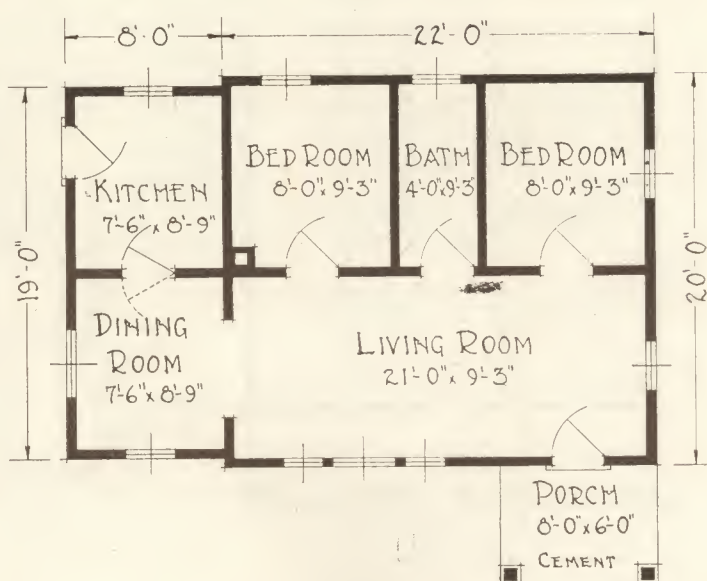 8'-0"
22'-0"
BED ROOM
8'-0" x 9'-3"
BATH
4'-0" x 9'-3"
BED ROOM
8'-0" x 9'-3"
KITCHEN
7'-6" x 8'-9"
19'-0"
20'-0"
DINING
ROOM
7'-6" x 8'-9"
LIVING ROOM
21'-0" x 9'-3"
PORCH
8'-0" x 6'-0"
CEMENT